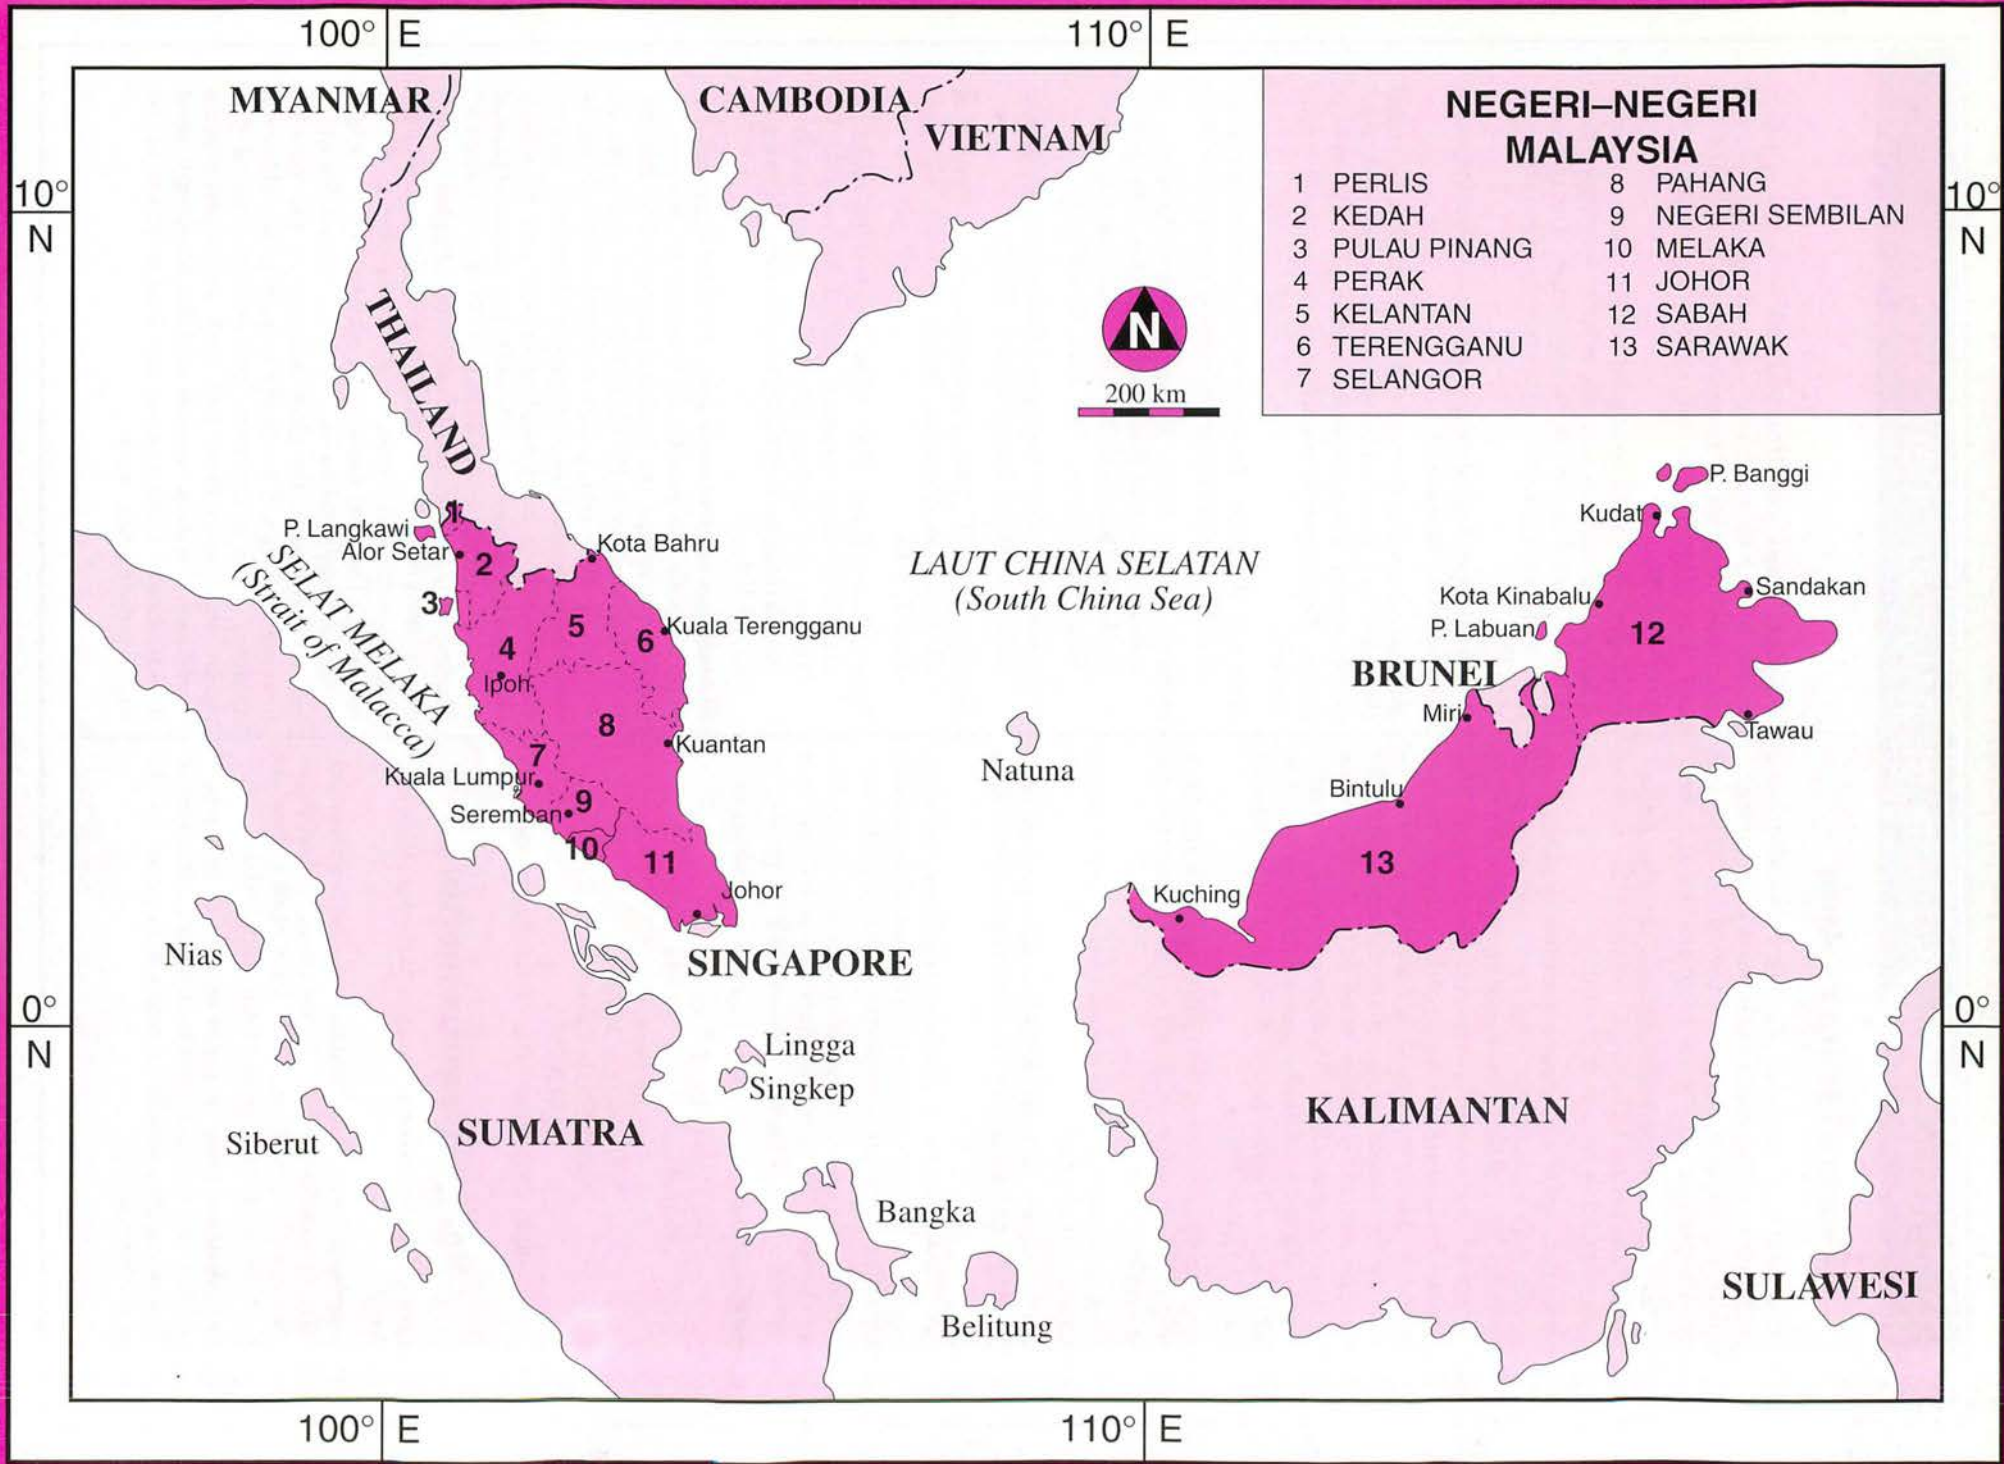 100° E
110° E
MYANMAR
CAMBODIA
VIETNAM
NEGERI–NEGERI
MALAYSIA
1 PERLIS
2 KEDAH
3 PULAU PINANG
4 PERAK
5 KELANTAN
6 TERENGGANU
7 SELANGOR
8 PAHANG
9 NEGERI SEMBILAN
10 MELAKA
11 JOHOR
12 SABAH
13 SARAWAK
10°
N
10°
N
THAILAND
N
200 km
P. Banggi
Kudat
1
P. Langkawi
Alor Setar
2
Kota Bahru
SELAT MELAKA
(Strait of Malacca)
LAUT CHINA SELATAN
(South China Sea)
Sandakan
Kota Kinabalu
3
5
6
Kuala Terengganu
P. Labuan
12
4
Ipoh
BRUNEI
Miri
8
Kuantan
Tawau
7
Natuna
Kuala Lumpur
Bintulu
9
Seremban
10
11
13
Johor
Kuching
Nias
SINGAPORE
0°
N
0°
N
Lingga
Singkep
KALIMANTAN
SUMATRA
Siberut
Bangka
SULAWESI
Belitung
100° E
110° E